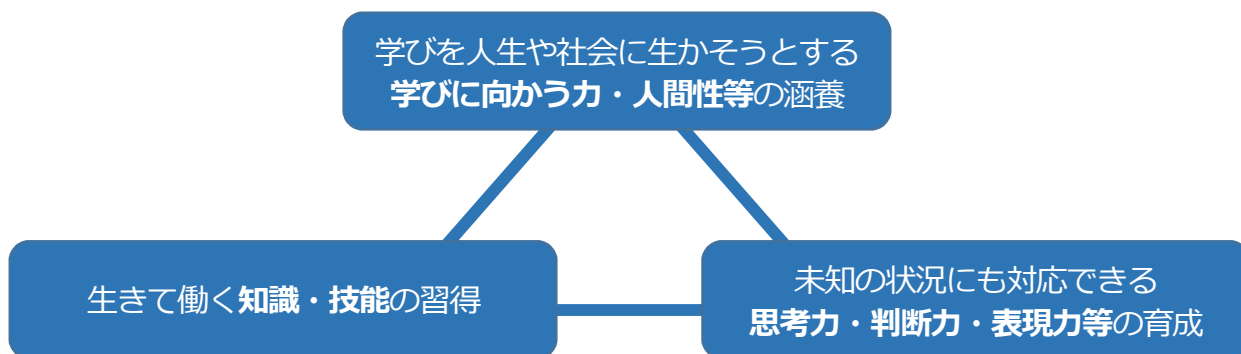 学びを人生や社会に生かそうとする
学びに向かう力・人間性等の涵養
生きて働く知識・技能の習得
未知の状況にも対応できる
思考力・判断力・表現力等の育成